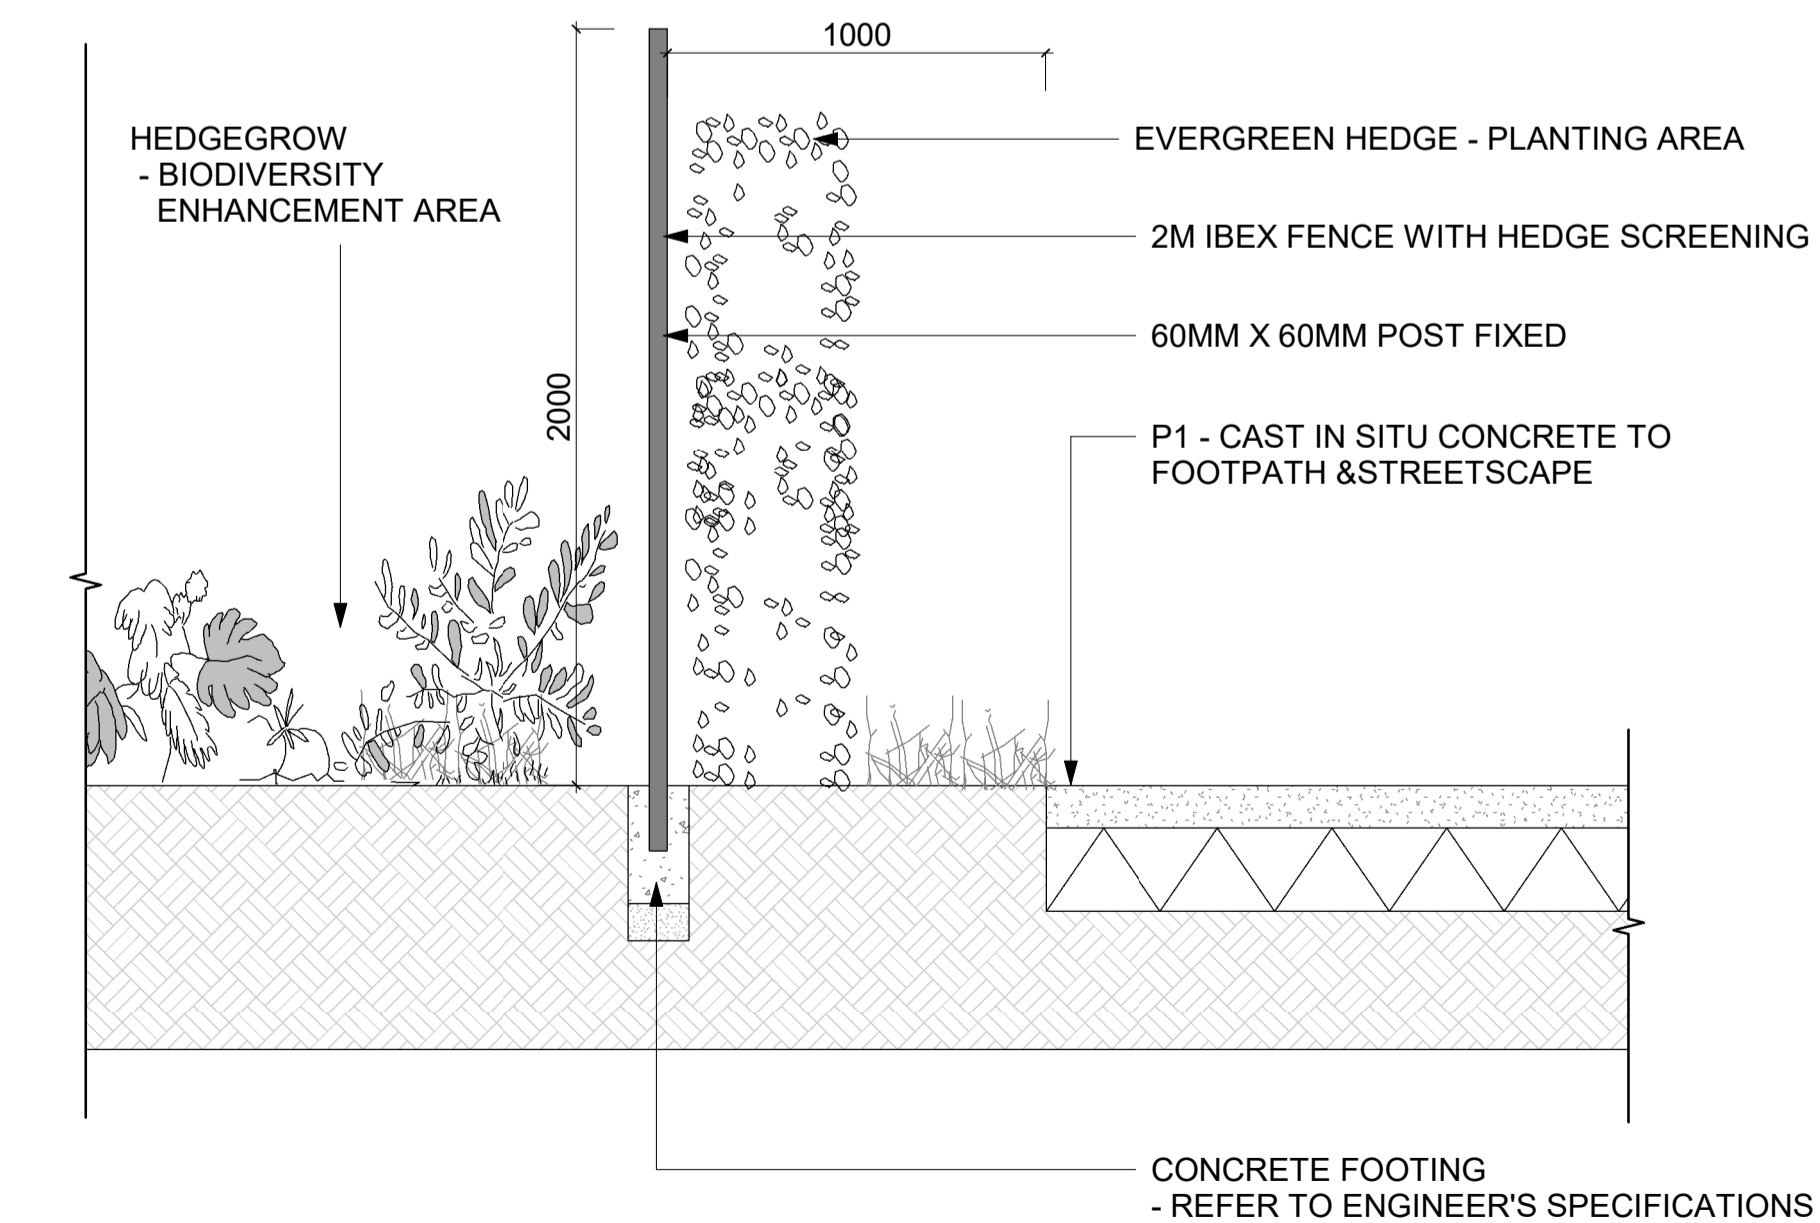 1000
HEDGEGROW
- BIODIVERSITY
ENHANCEMENT AREA
EVERGREEN HEDGE - PLANTING AREA
2M IBEX FENCE WITH HEDGE SCREENING
60MM X 60MM POST FIXED
2000
P1 - CAST IN SITU CONCRETE TO
FOOTPATH &STREETSCAPE
CONCRETE FOOTING
- REFER TO ENGINEER'S SPECIFICATIONS